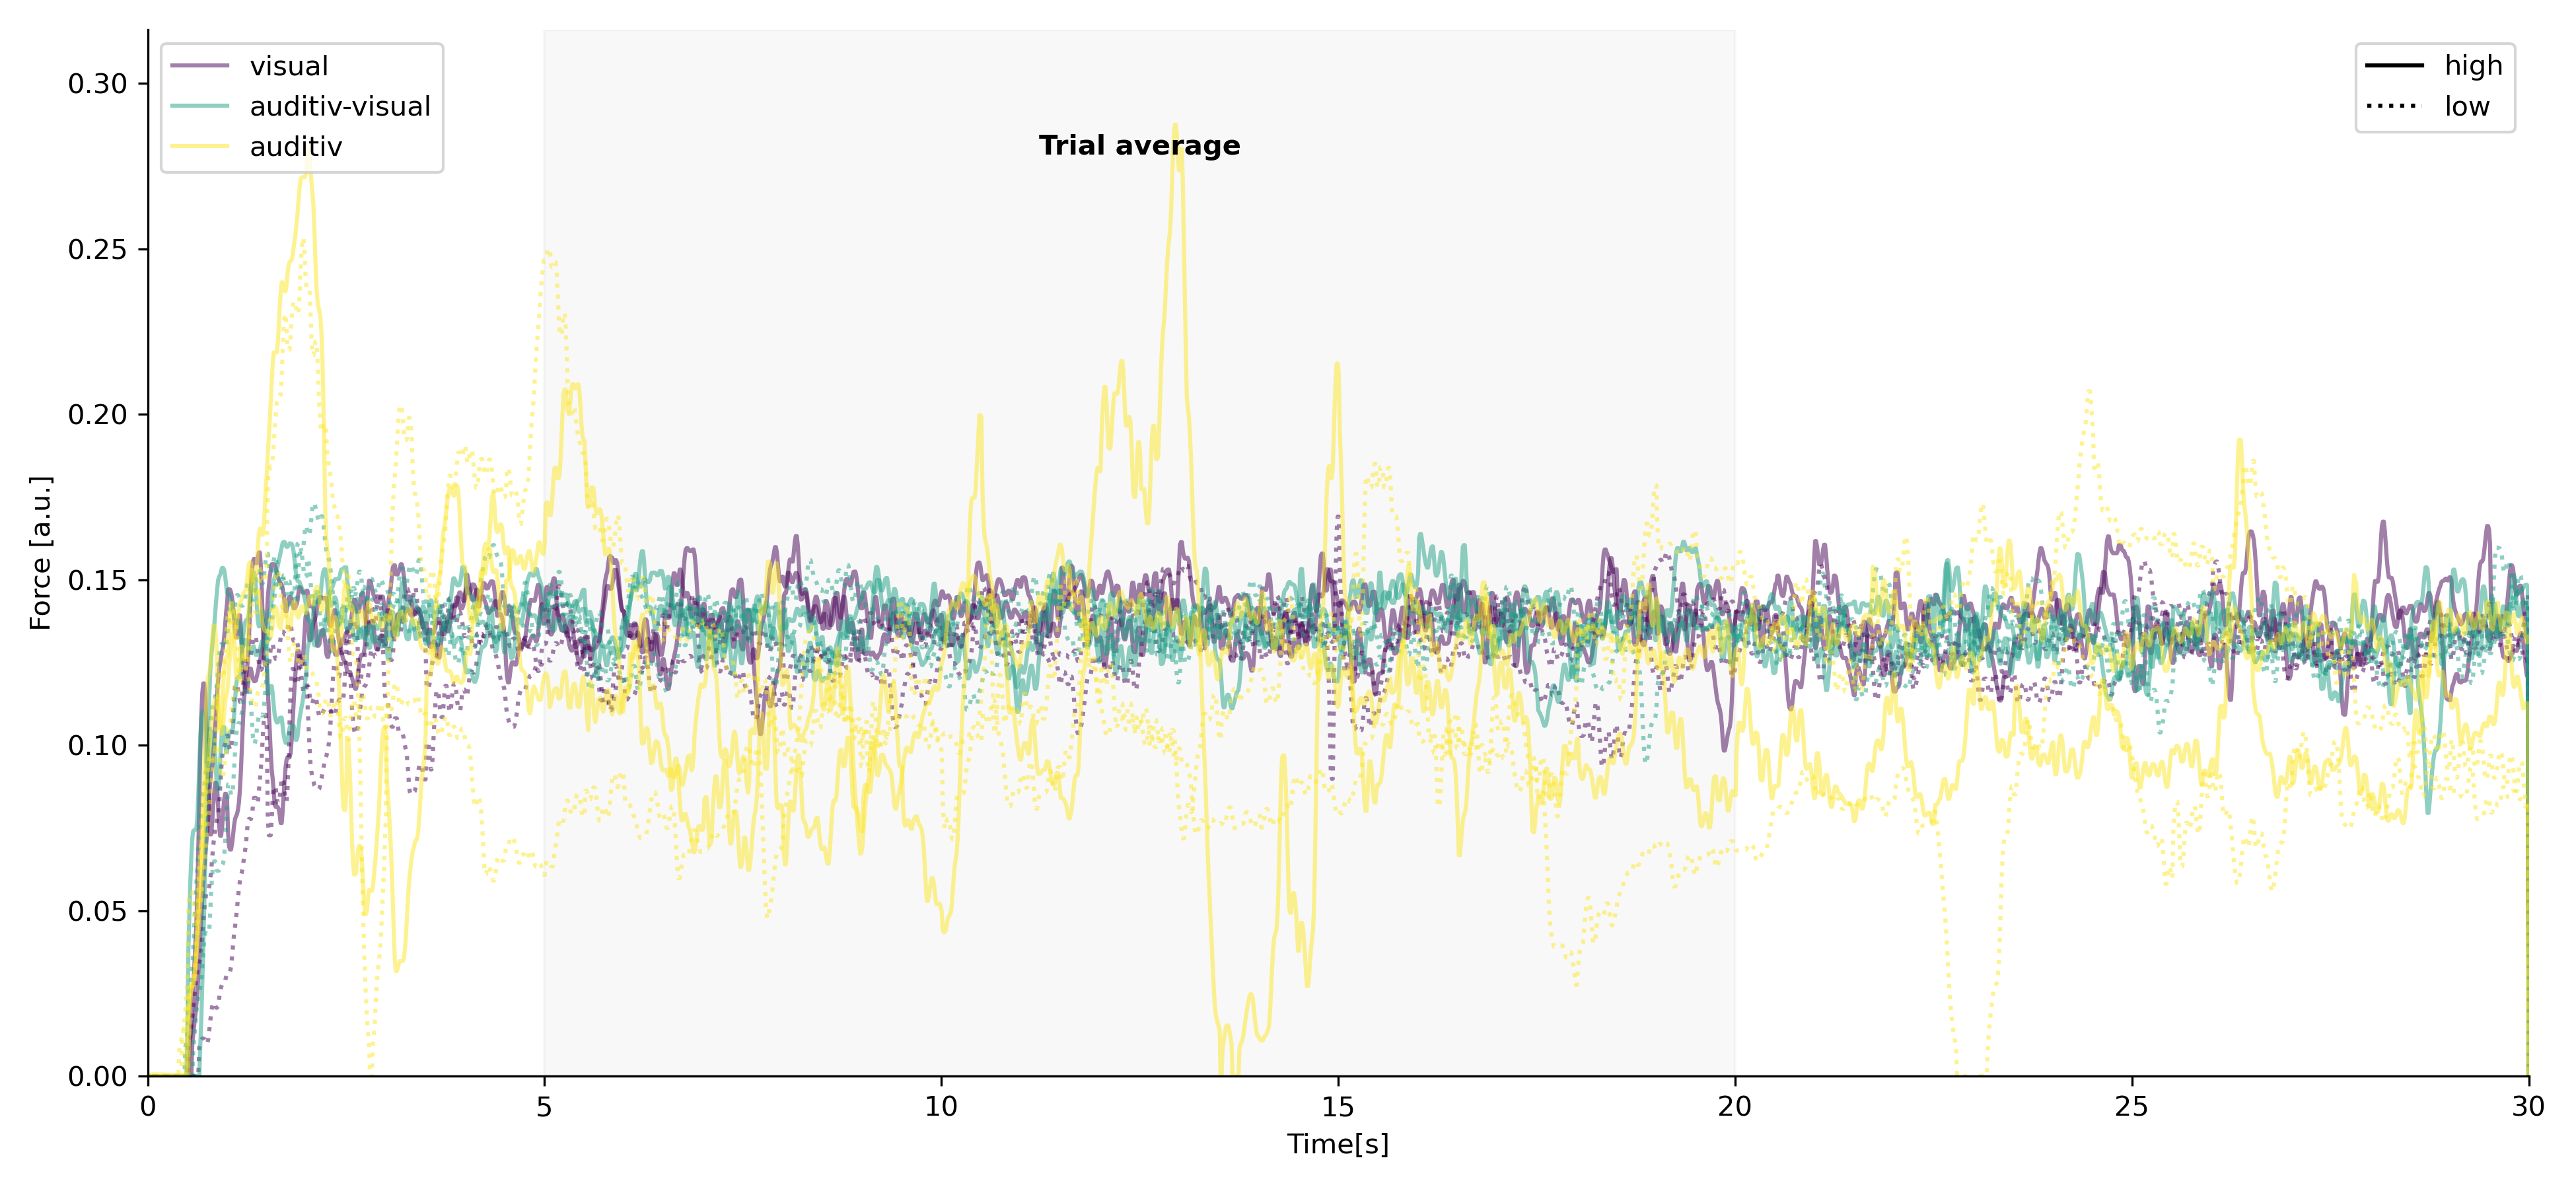 visual
auditiv-visual
auditiv
high
low
Trial average
0.30
0.25
0.20
0.15
0.10
0.05
0.00
Force [a.u.]
0 5 10 15 20 25 30
Time[s]